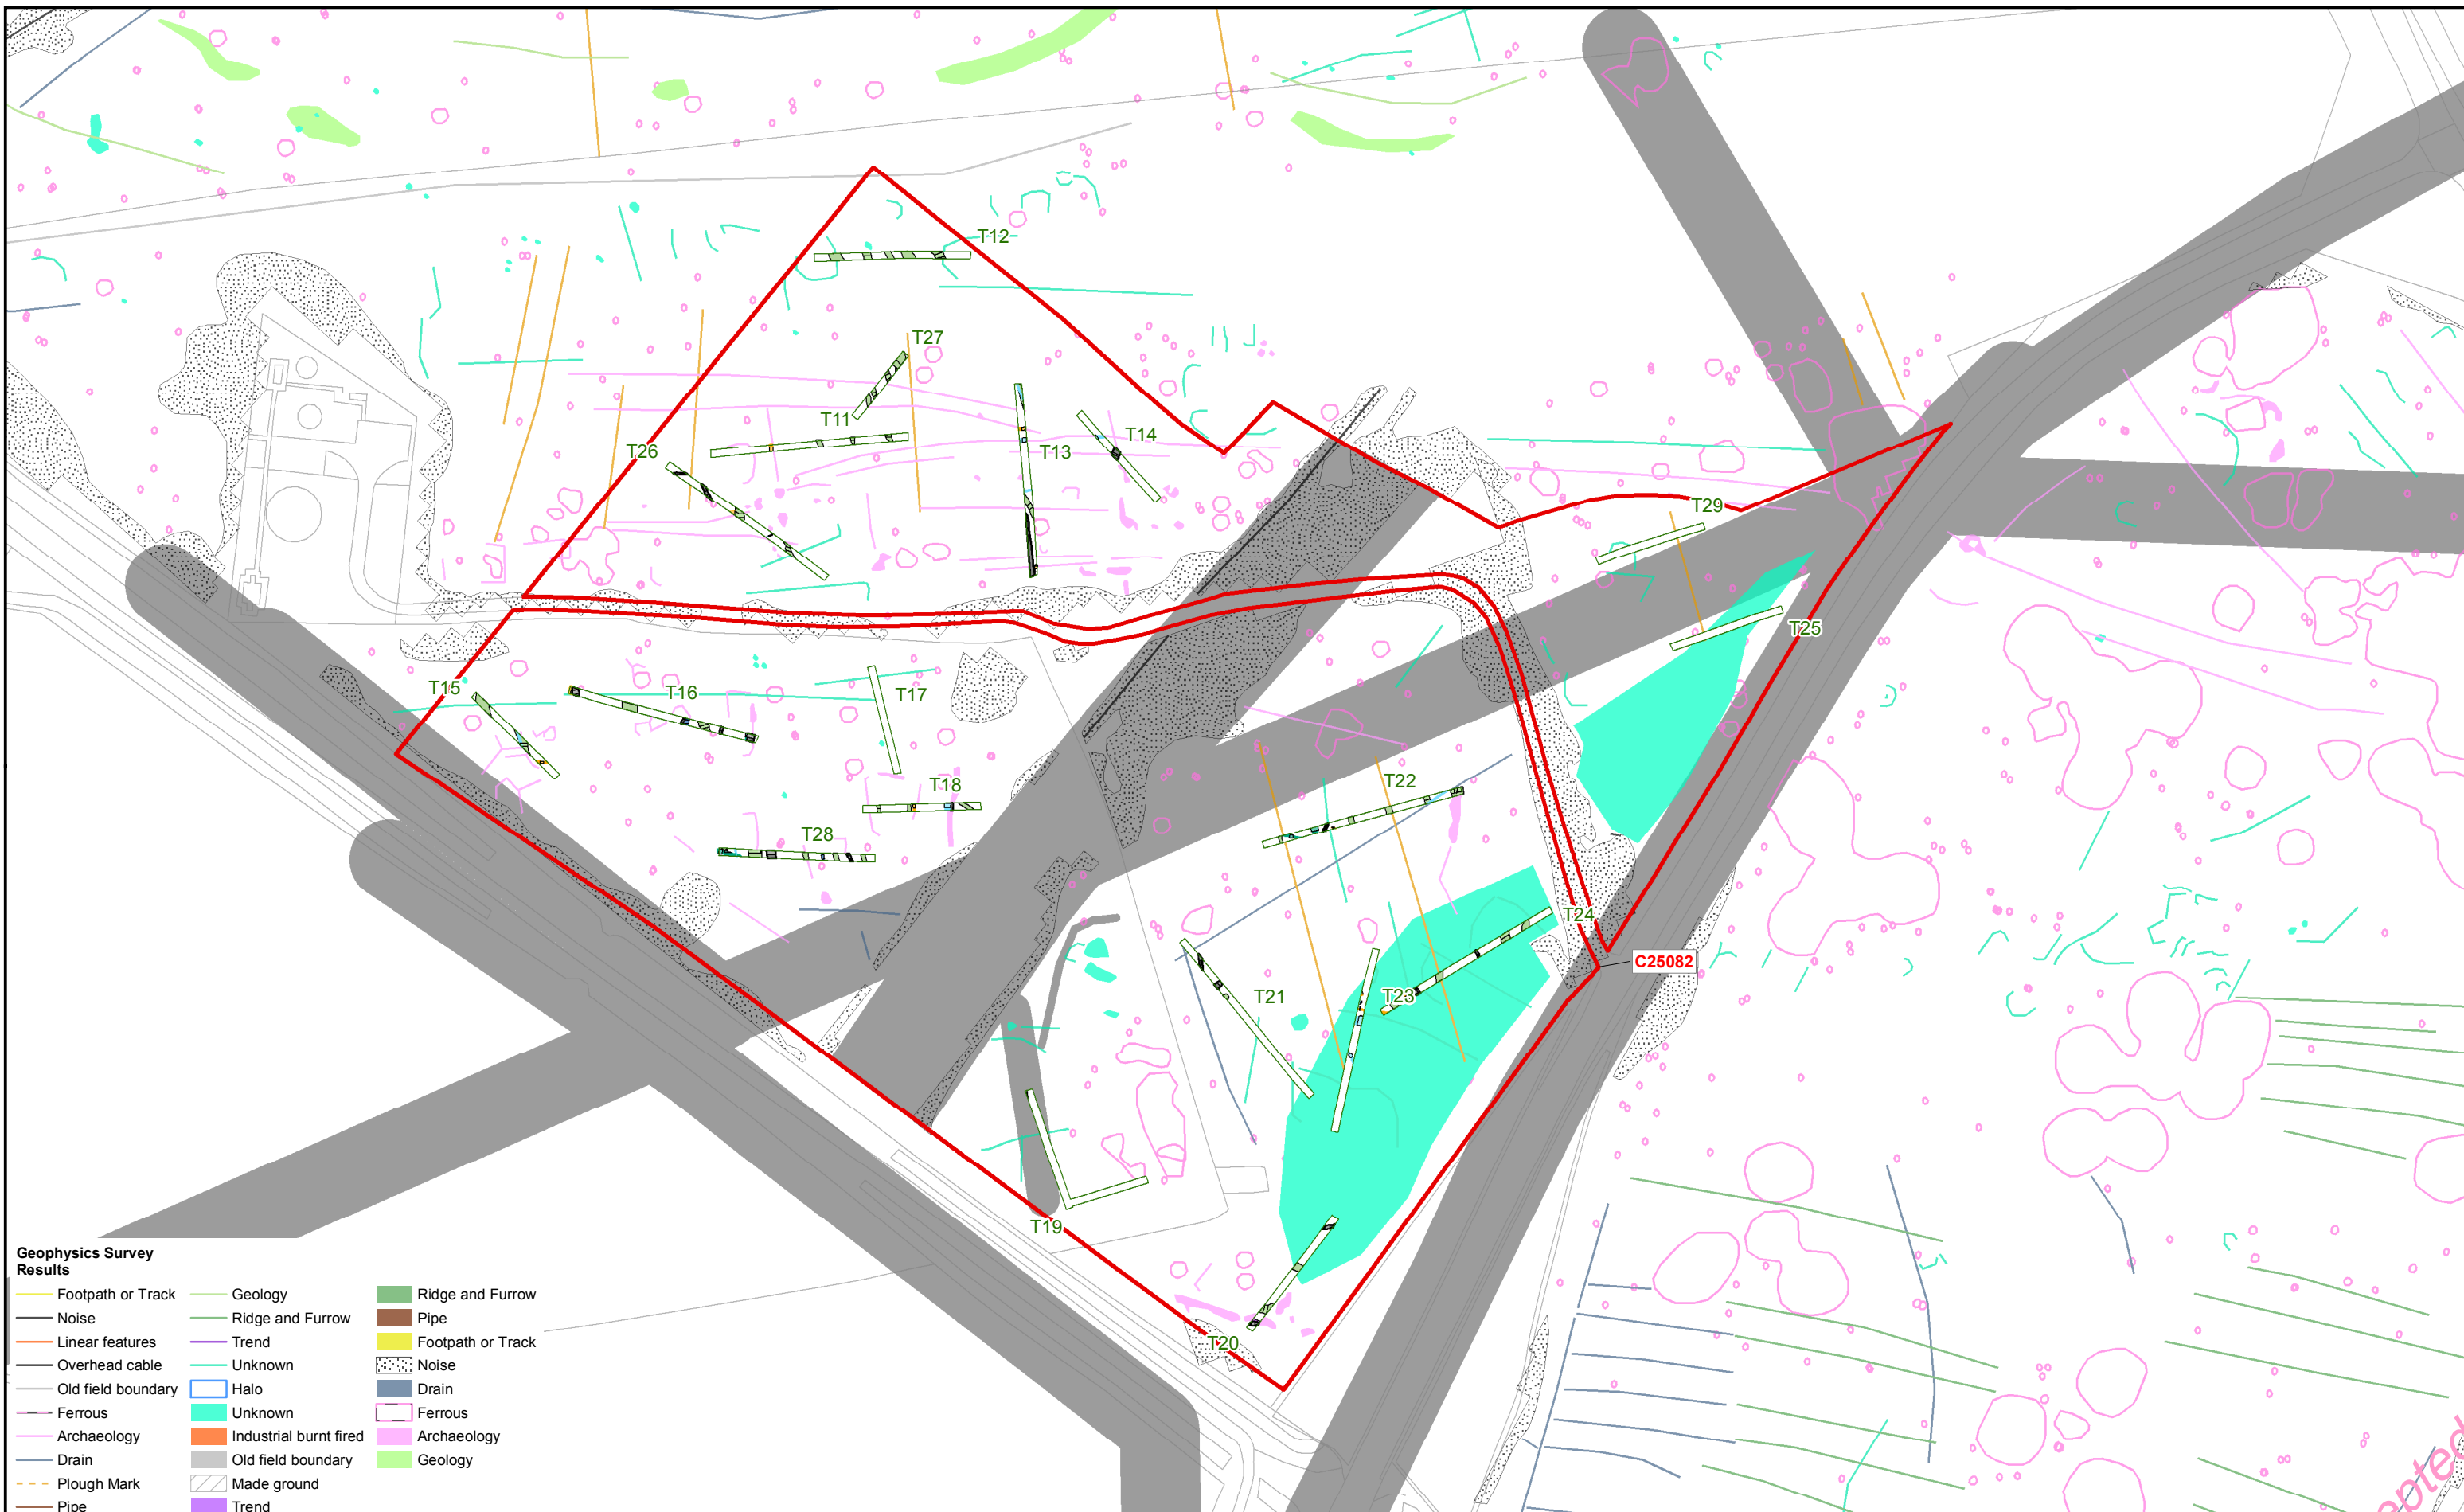 T12
T27
T11
T14
T26
T13
T29
T25
T15
T16
T17
T18
T22
T28
T24
C25082
T23
T21
T19
T20
Geophysics Survey
Results
Footpath or Track
Noise
Linear features
Overhead cable
Old field boundary
Ferrous
Archaeology
Drain
Plough Mark
Pipe
Geology
Ridge and Furrow
Trend
Unknown
Halo
Unknown
Industrial burnt fired
Old field boundary
Made ground
Trend
Ridge and Furrow
Pipe
Footpath or Track
Noise
Drain
Ferrous
Archaeology
Geology